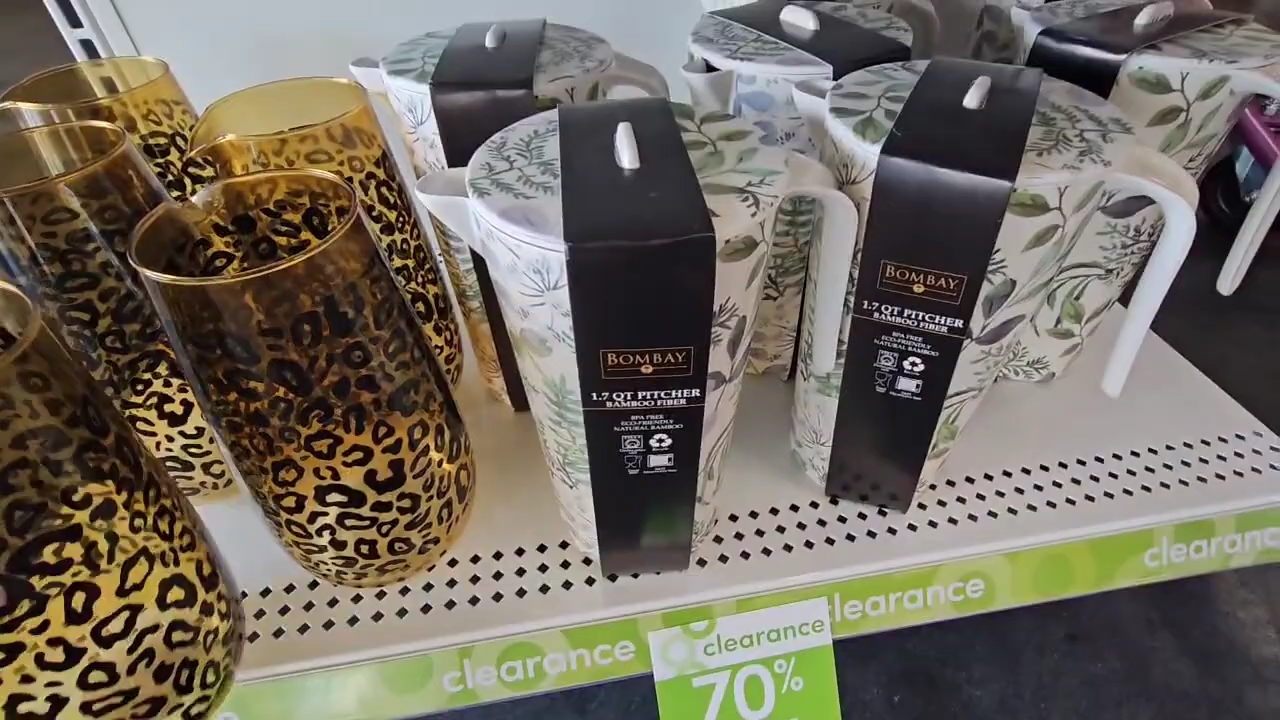 BOMBAY
1.7 QT PITCHER
BAMBOO FIBER
BPA FREE
ECO-FRIENDLY
NATURAL BAMBOO
BOMBAY
1.7 QT PITCHER
BAMBOO FIBER
BPA FREE
ECO-FRIENDLY
NATURAL BAMBOO
clearance
clearance
clearanc
clearance
70%